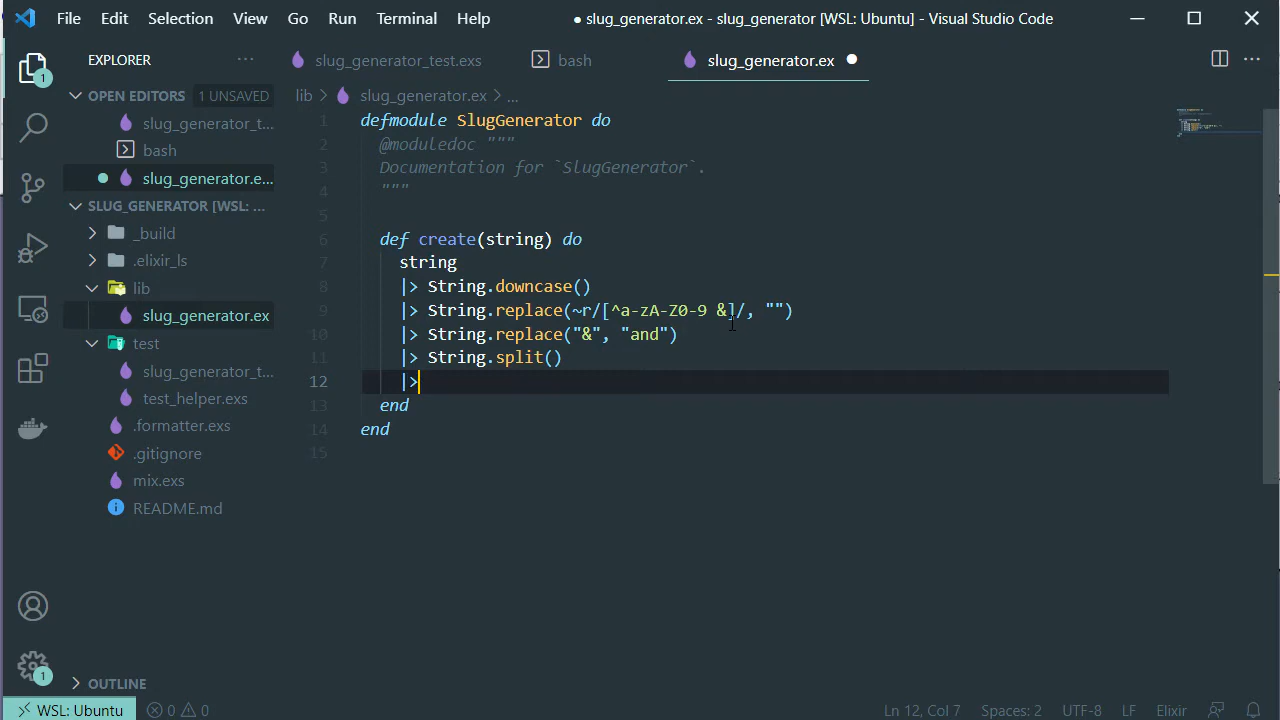 File Edit Selection View Go Run Terminal Help
● slug_generator.ex - slug_generator [WSL: Ubuntu] - Visual Studio Code
EXPLORER
slug_generator_test.exs
bash
slug_generator.ex
1
OPEN EDITORS 1 UNSAVED
slug_generator_t...
bash
slug_generator.e...
SLUG_GENERATOR [WSL: ...
_build
.elixir_ls
lib
slug_generator.ex
test
slug_generator_t...
test_helper.exs
.formatter.exs
.gitignore
mix.exs
README.md
OUTLINE
1
lib > slug_generator.ex > ...
1 defmodule SlugGenerator do
2 @moduledoc """
3 Documentation for `SlugGenerator`.
4 """
5
6 def create(string) do
7 string
8 |> String.downcase()
9 |> String.replace(~r/[^a-zA-Z0-9 &]/, "")
10 |> String.replace("&", "and")
11 |> String.split()
12 |>
13 end
14 end
15
WSL: Ubuntu 0 0 Ln 12, Col 7 Spaces: 2 UTF-8 LF Elixir